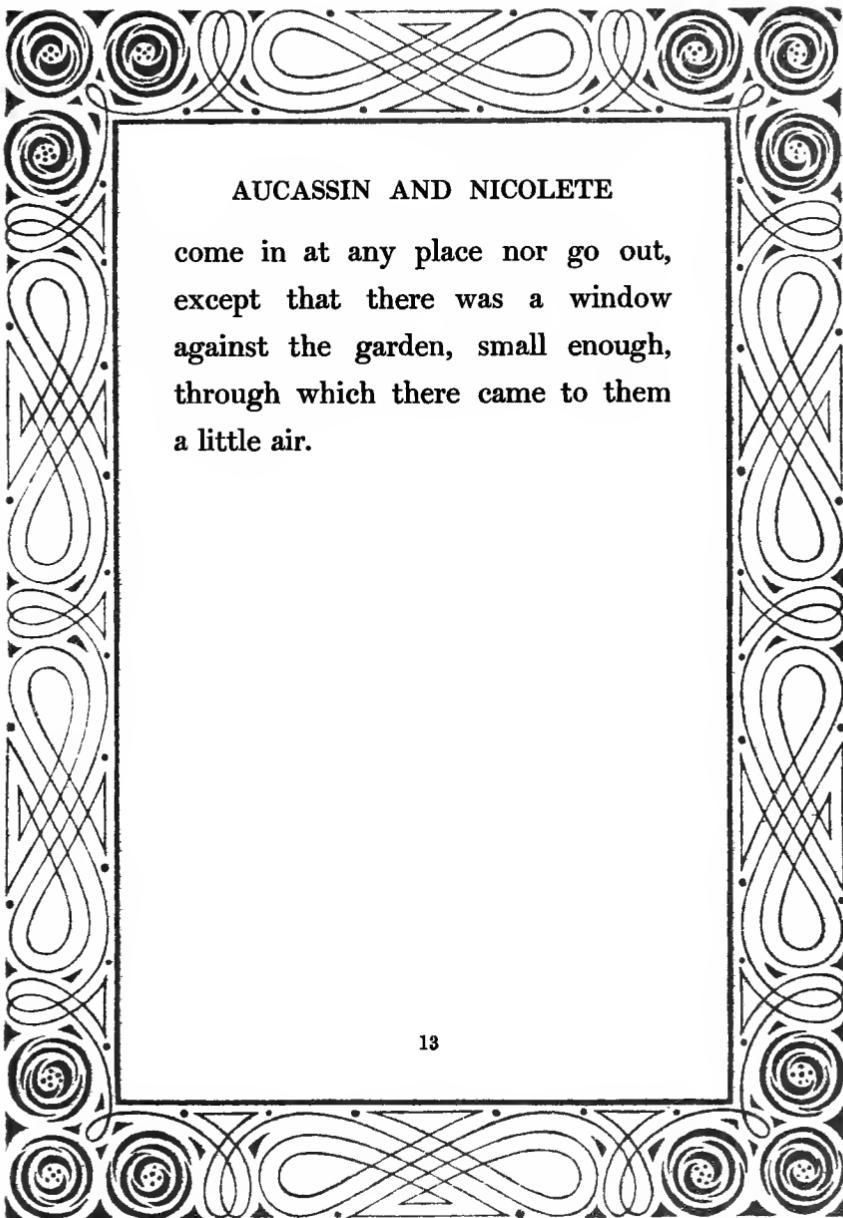 AUCASSIN AND NICOLETE
come in at any place nor go out,
except that there was a window
against the garden, small enough,
through which there came to them
a little air.
13